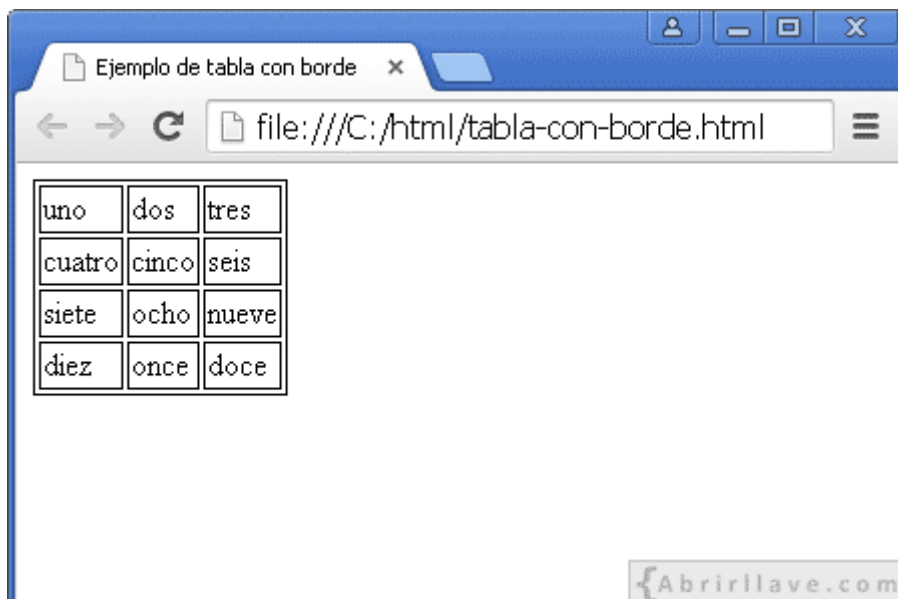 Ejemplo de tabla con borde
file:///C:/html/tabla-con-borde.html
uno dos tres
cuatro cinco seis
siete ocho nueve
diez once doce
{Abrirllave.com